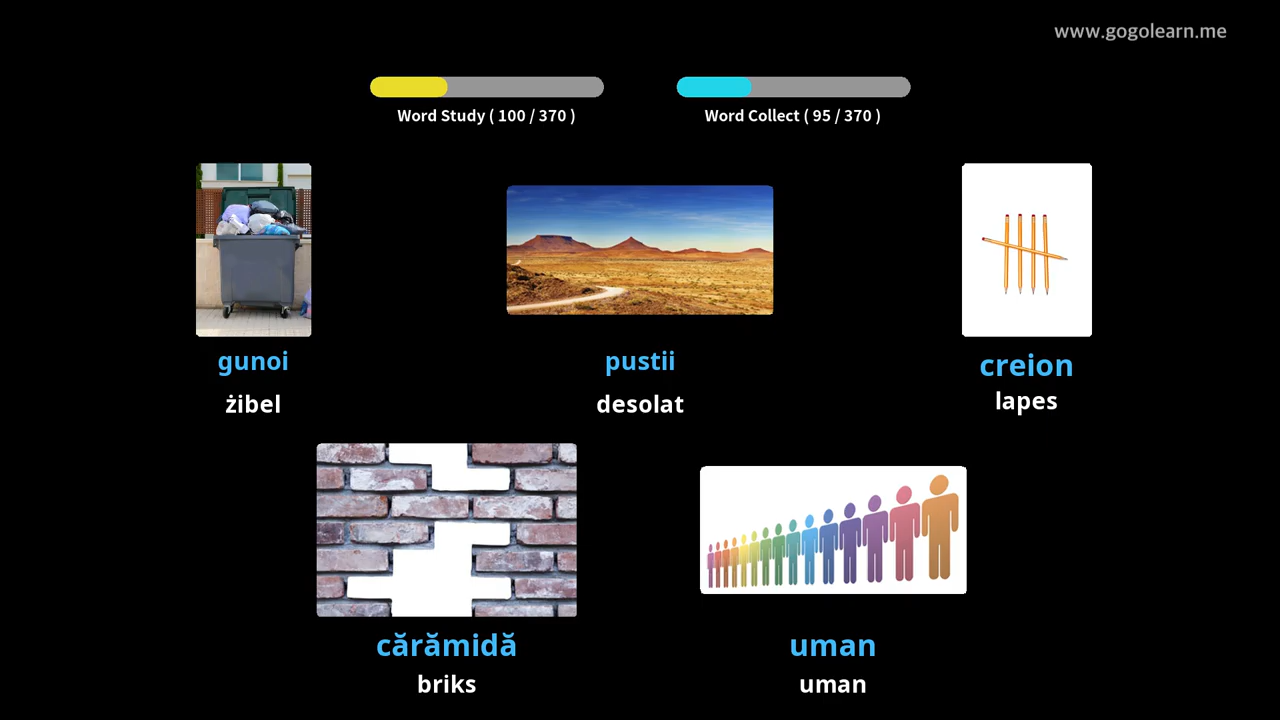 www.gogolearn.me
Word Study ( 100 / 370 )
Word Collect ( 95 / 370 )
gunoi
żibel
pustii
desolat
creion
lapes
cărămidă
briks
uman
uman